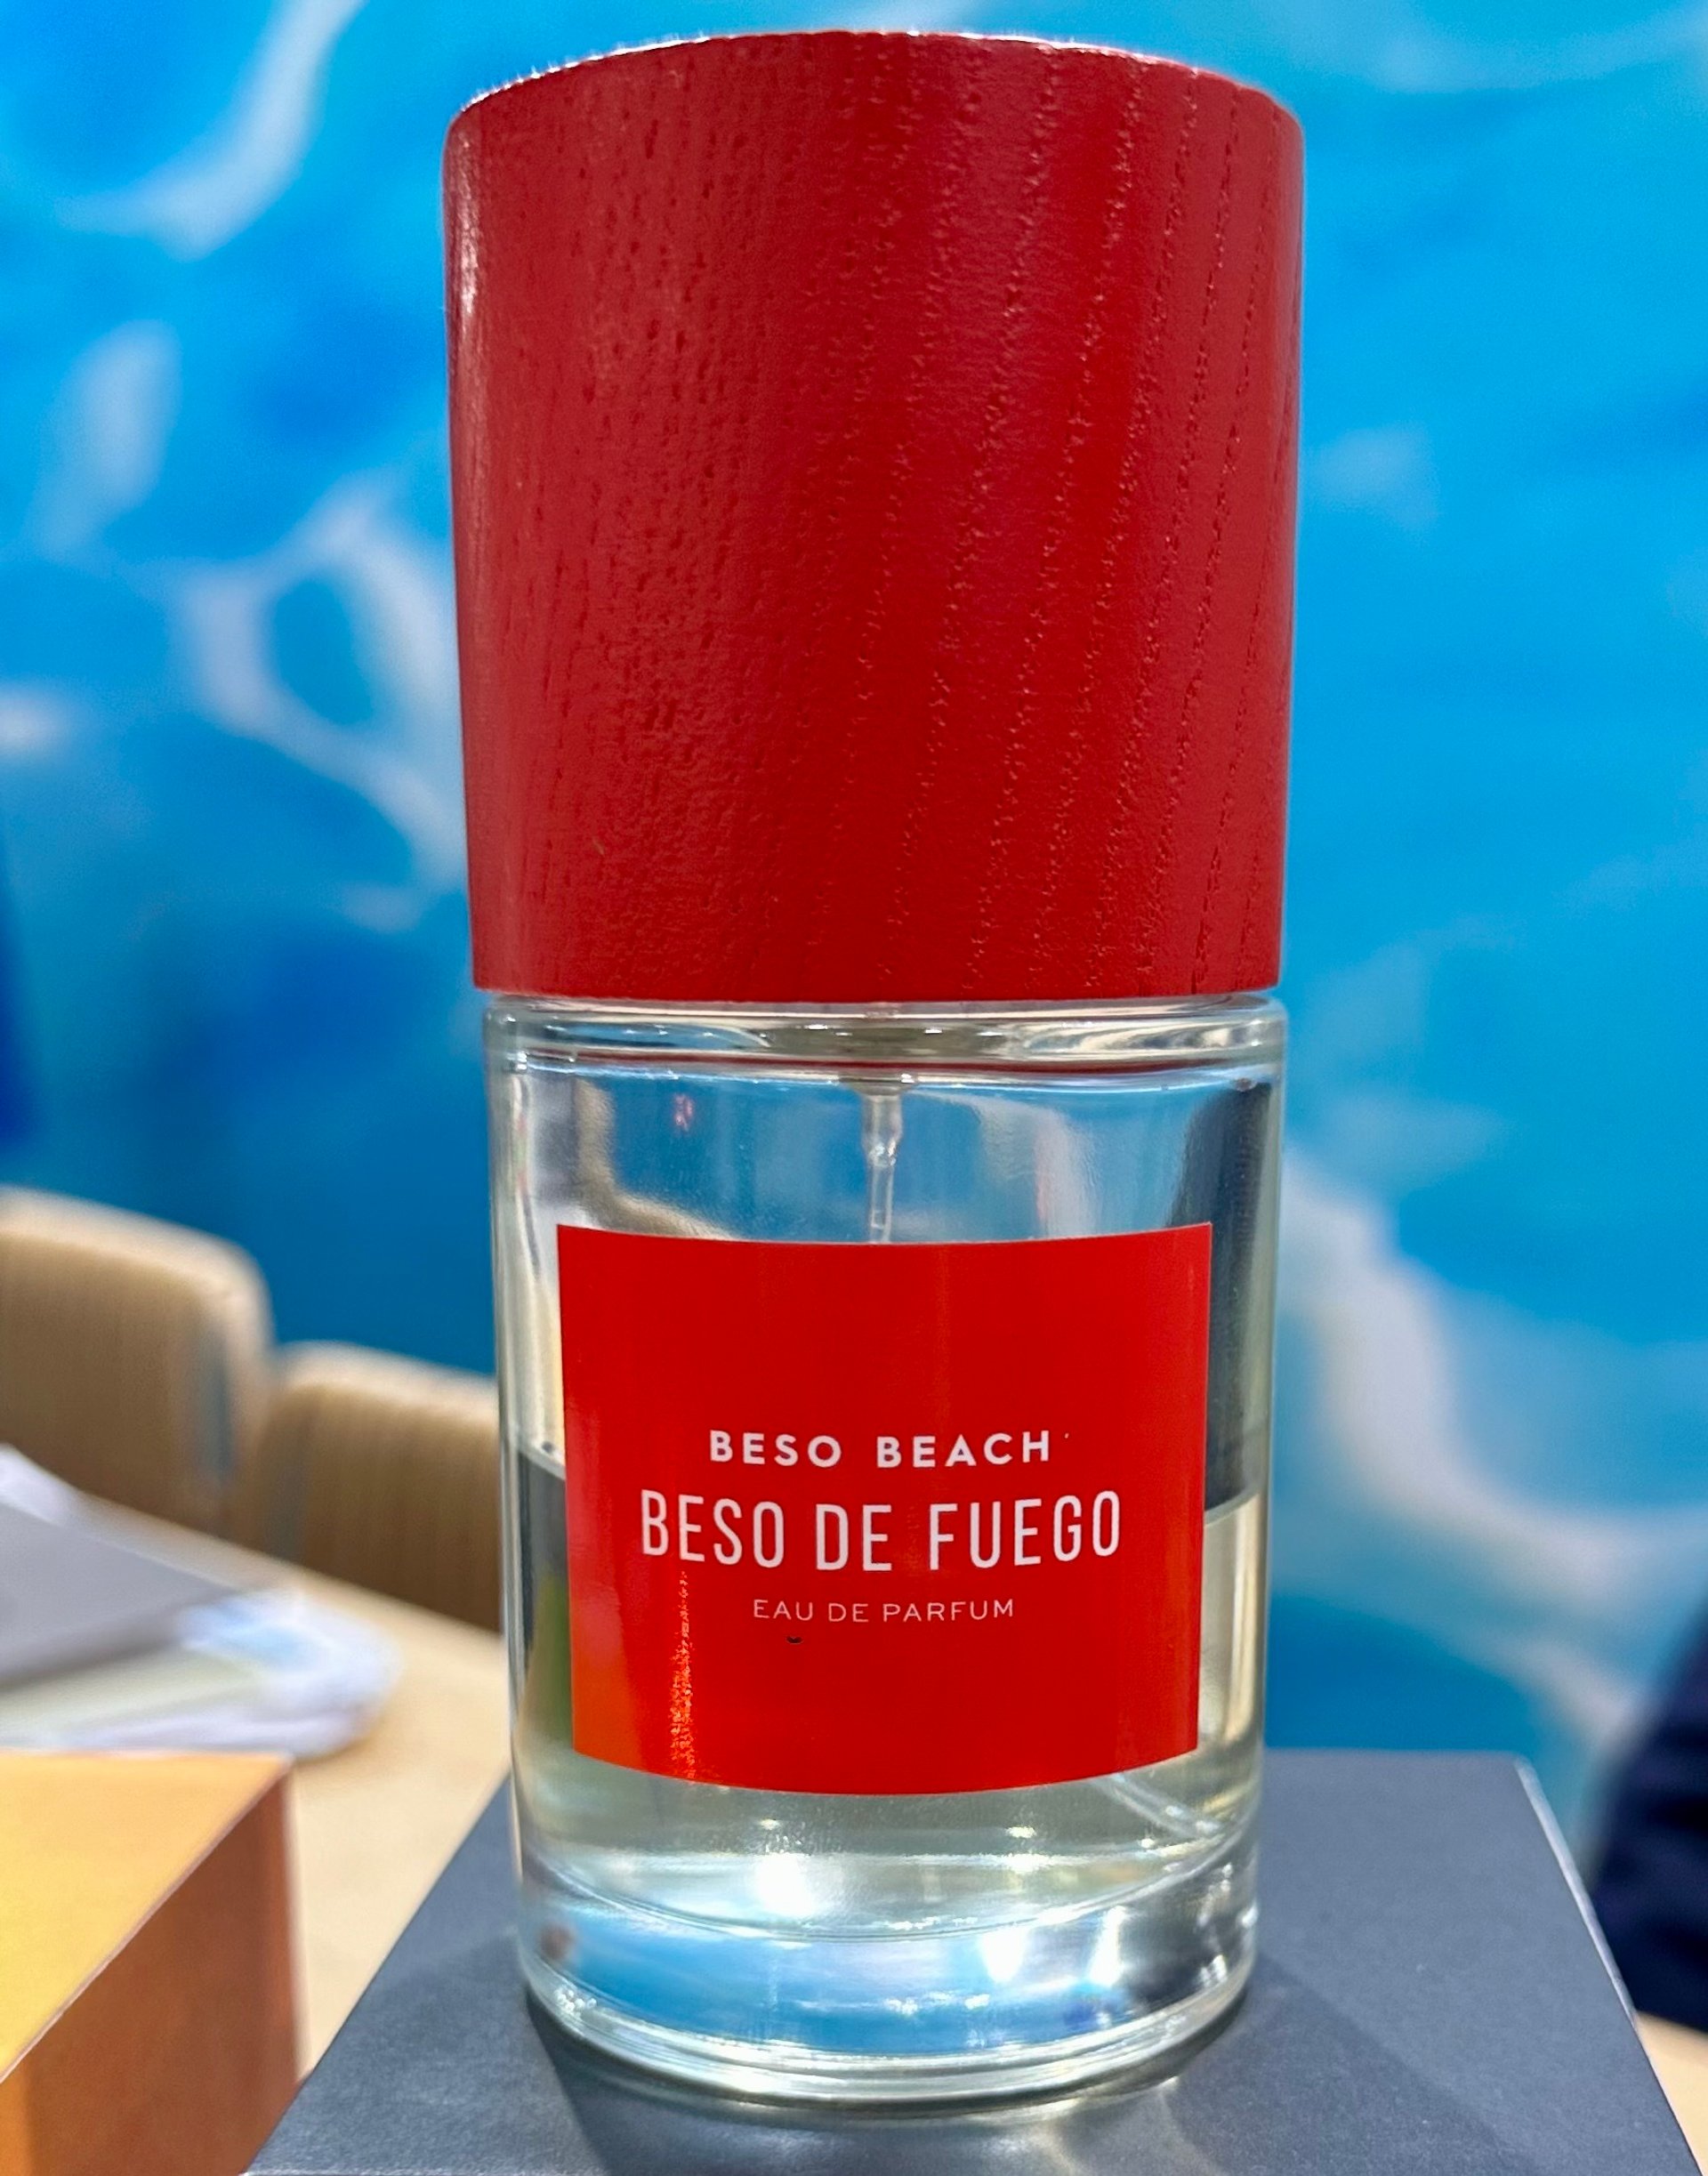 BESO BEACH
BESO DE FUEGO
EAU DE PARFUM